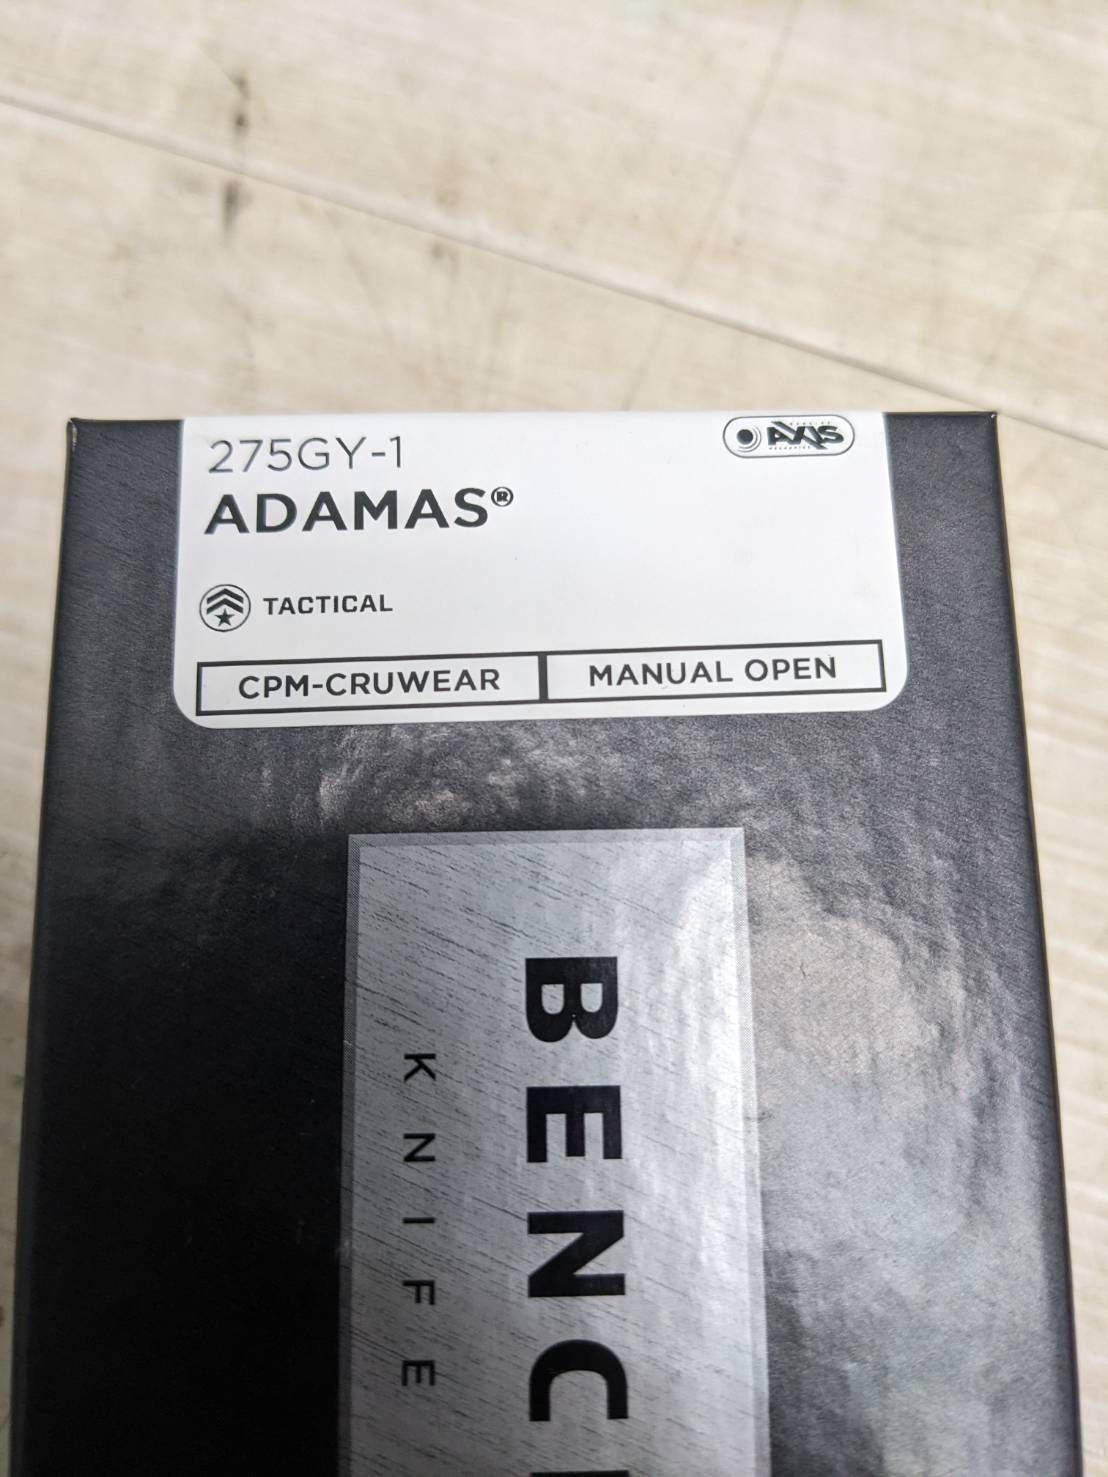 275GY-1
AXIS
ADAMAS®
TACTICAL
CPM-CRUWEAR
MANUAL OPEN
BENC
KNIFE